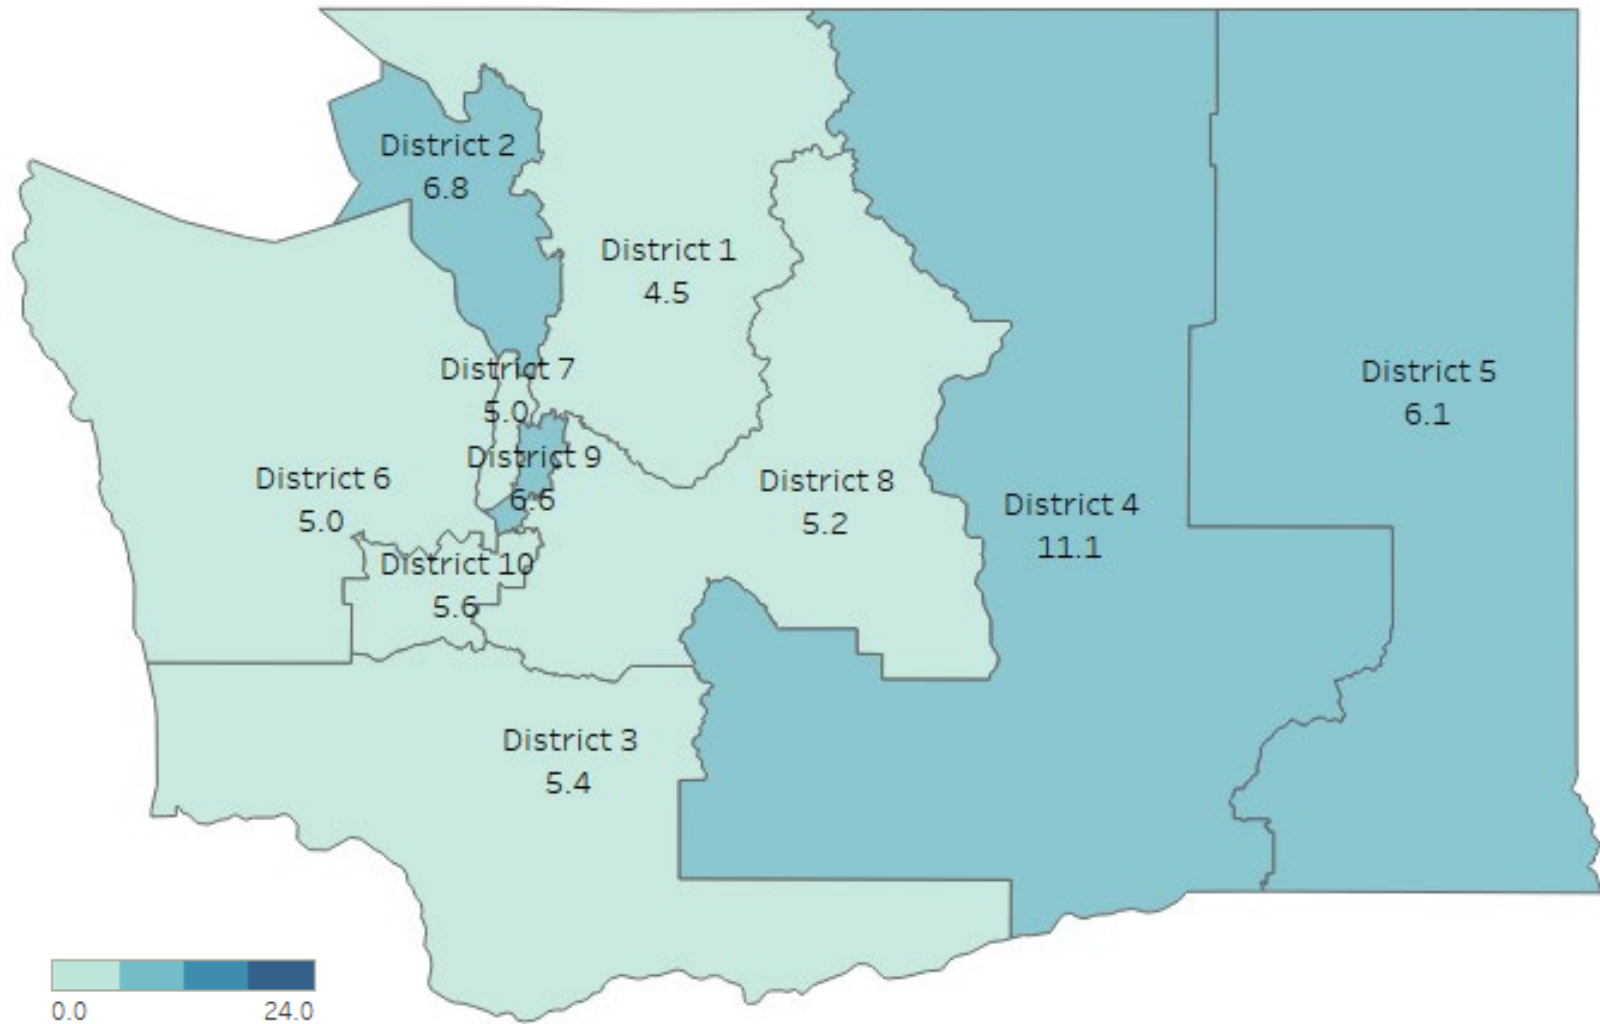 District 2
6.8
District 1
4.5
District 7
5.0
District 5
6.1
District 9
6.6
District 6
5.0
District 8
5.2
District 4
11.1
District 10
5.6
District 3
5.4
0.0
24.0